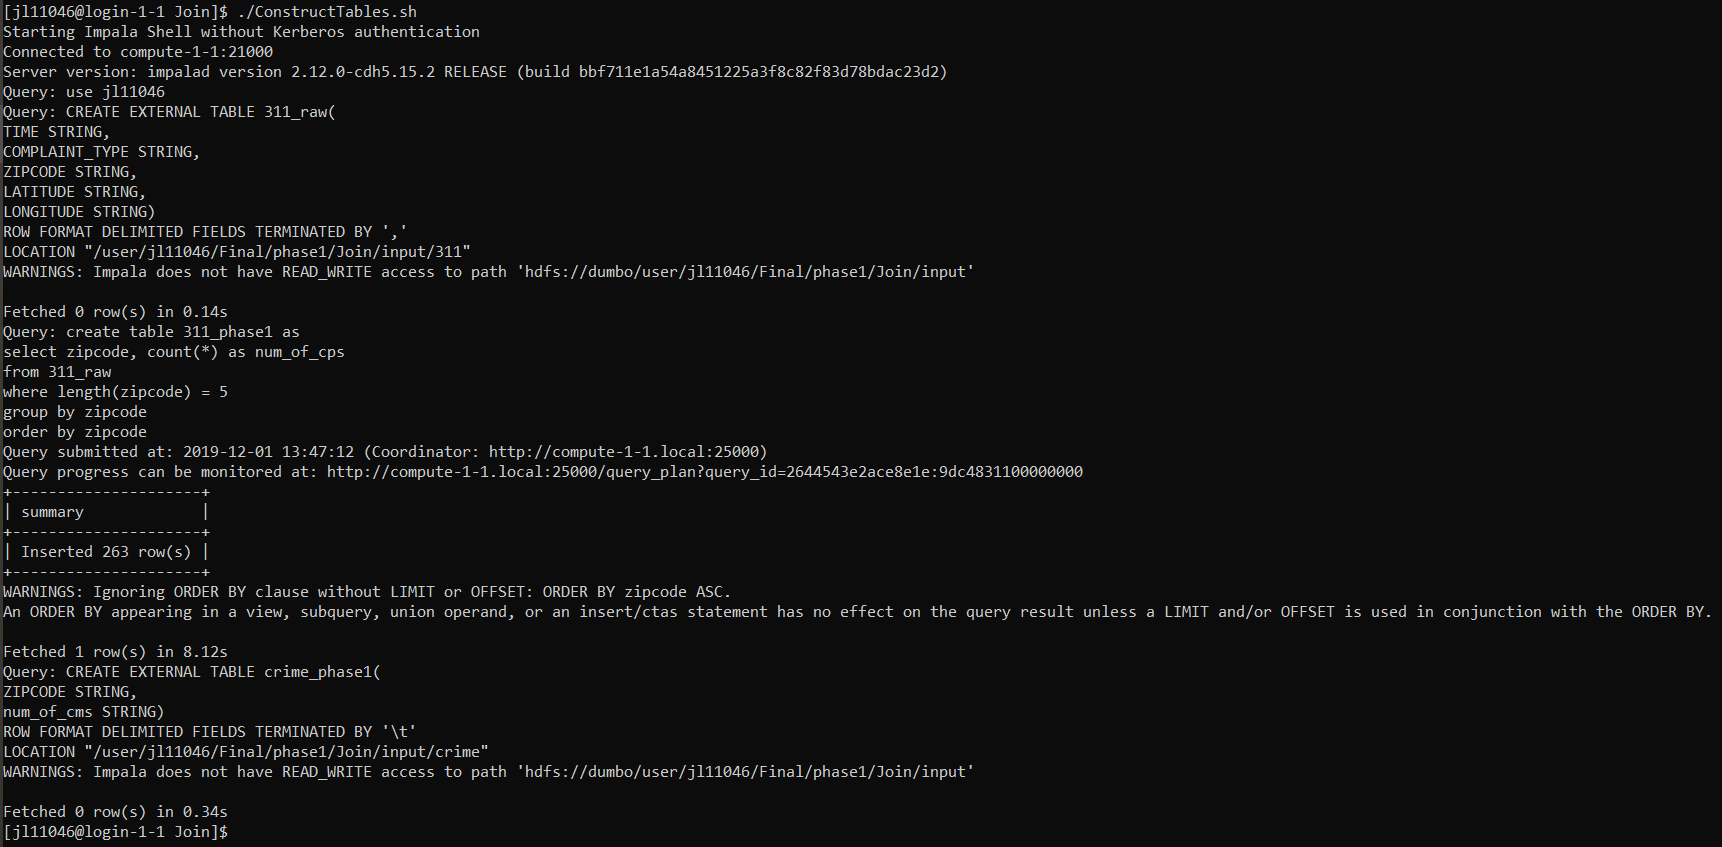 [jl11046@login-1-1 Join]$ ./ConstructTables.sh
Starting Impala Shell without Kerberos authentication
Connected to compute-1-1:21000
Server version: impalad version 2.12.0-cdh5.15.2 RELEASE (build bbf711e1a54a8451225a3f8c82f83d78bdac23d2)
Query: use jl11046
Query: CREATE EXTERNAL TABLE 311_raw(
TIME STRING,
COMPLAINT_TYPE STRING,
ZIPCODE STRING,
LATITUDE STRING,
LONGITUDE STRING)
ROW FORMAT DELIMITED FIELDS TERMINATED BY ','
LOCATION "/user/jl11046/Final/phase1/Join/input/311"
WARNINGS: Impala does not have READ_WRITE access to path 'hdfs://dumbo/user/jl11046/Final/phase1/Join/input'

Fetched 0 row(s) in 0.14s
Query: create table 311_phase1 as
select zipcode, count(*) as num_of_cps
from 311_raw
where length(zipcode) = 5
group by zipcode
order by zipcode
Query submitted at: 2019-12-01 13:47:12 (Coordinator: http://compute-1-1.local:25000)
Query progress can be monitored at: http://compute-1-1.local:25000/query_plan?query_id=2644543e2ace8e1e:9dc4831100000000
+---------------------+
| summary             |
+---------------------+
| Inserted 263 row(s) |
+---------------------+
WARNINGS: Ignoring ORDER BY clause without LIMIT or OFFSET: ORDER BY zipcode ASC.
An ORDER BY appearing in a view, subquery, union operand, or an insert/ctas statement has no effect on the query result unless a LIMIT and/or OFFSET is used in conjunction with the ORDER BY.

Fetched 1 row(s) in 8.12s
Query: CREATE EXTERNAL TABLE crime_phase1(
ZIPCODE STRING,
num_of_cms STRING)
ROW FORMAT DELIMITED FIELDS TERMINATED BY '\t'
LOCATION "/user/jl11046/Final/phase1/Join/input/crime"
WARNINGS: Impala does not have READ_WRITE access to path 'hdfs://dumbo/user/jl11046/Final/phase1/Join/input'

Fetched 0 row(s) in 0.34s
[jl11046@login-1-1 Join]$